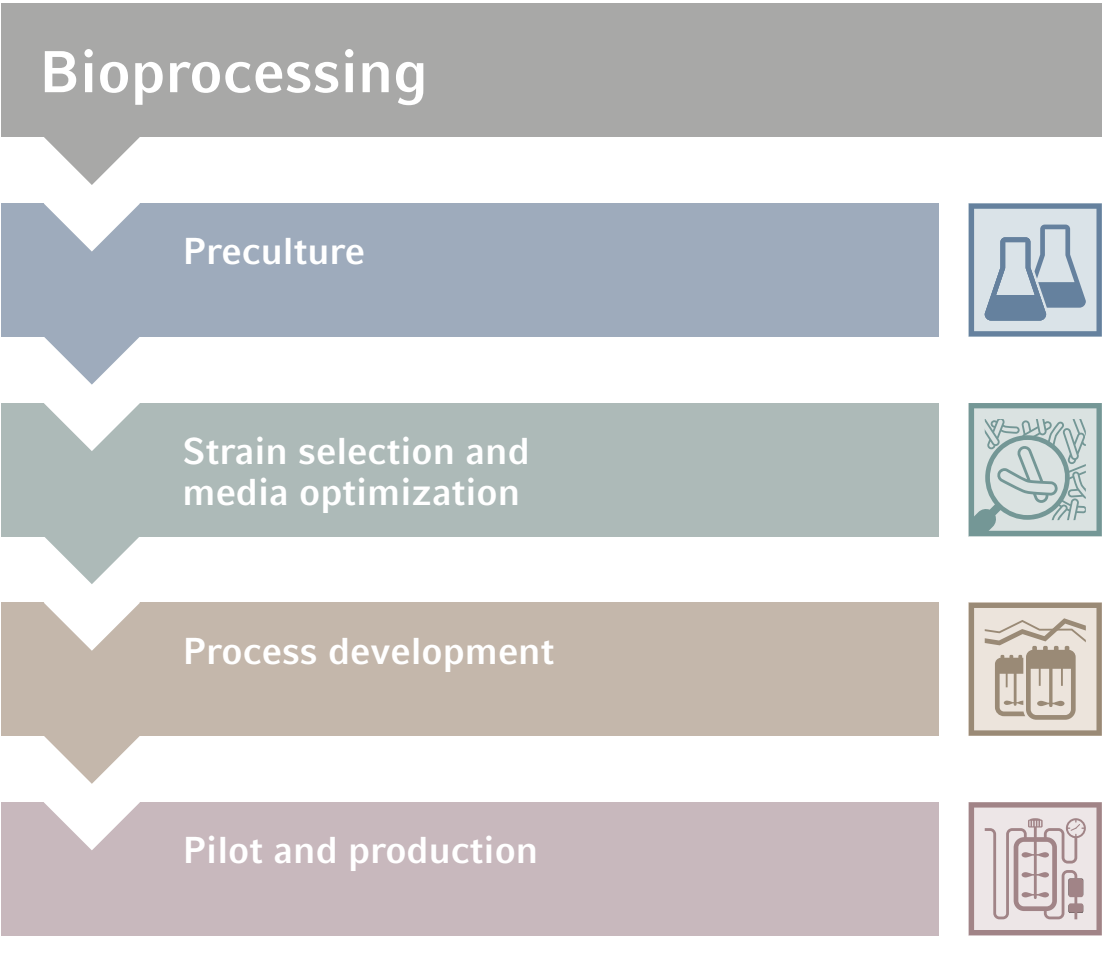 Bioprocessing
Preculture
Strain selection and
media optimization
Process development
Pilot and production